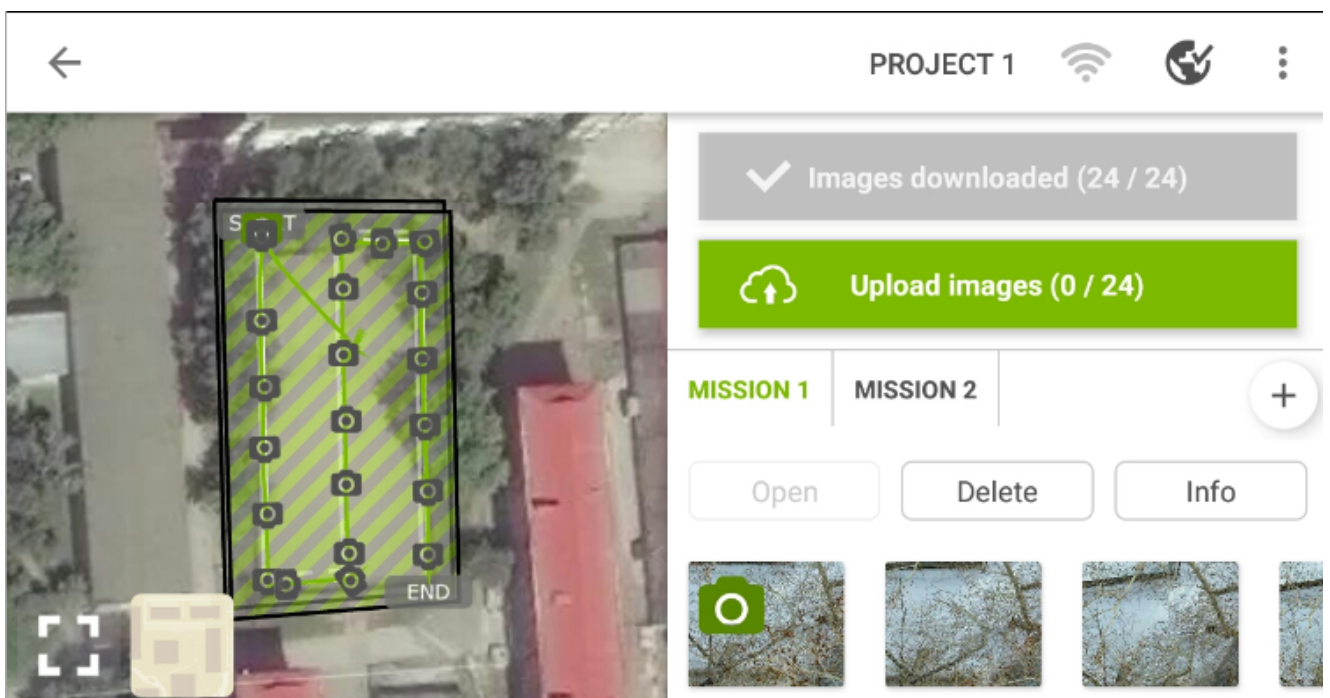 PROJECT 1
Images downloaded (24 / 24)
Upload images (0 / 24)
MISSION 1
MISSION 2
Open
Delete
Info
END